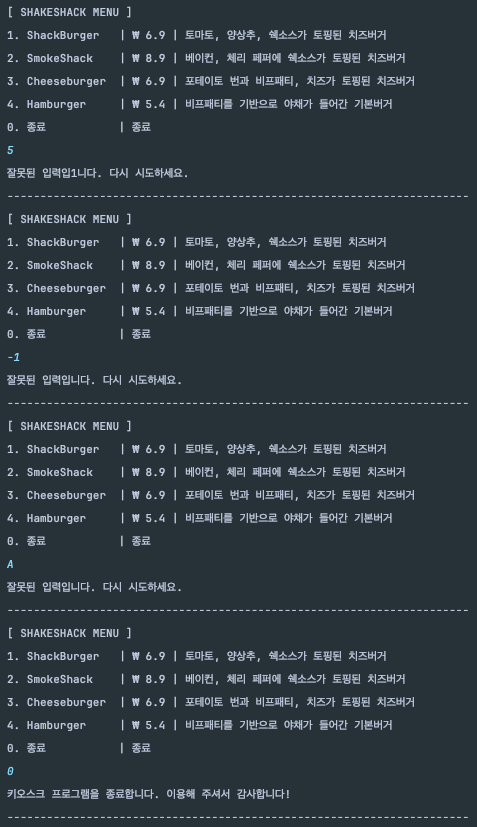 [ SHAKESHACK MENU ]
1. ShackBurger   | ₩ 6.9 | 토마토, 양상추, 쉑소스가 토핑된 치즈버거
2. SmokeShack    | ₩ 8.9 | 베이컨, 체리 페퍼에 쉑소스가 토핑된 치즈버거
3. Cheeseburger  | ₩ 6.9 | 포테이토 번과 비프패티, 치즈가 토핑된 치즈버거
4. Hamburger     | ₩ 5.4 | 비프패티를 기반으로 야채가 들어간 기본버거
0. 종료           | 종료
5
잘못된 입력입1니다. 다시 시도하세요.
----------------------------------------------------------------------
[ SHAKESHACK MENU ]
1. ShackBurger   | ₩ 6.9 | 토마토, 양상추, 쉑소스가 토핑된 치즈버거
2. SmokeShack    | ₩ 8.9 | 베이컨, 체리 페퍼에 쉑소스가 토핑된 치즈버거
3. Cheeseburger  | ₩ 6.9 | 포테이토 번과 비프패티, 치즈가 토핑된 치즈버거
4. Hamburger     | ₩ 5.4 | 비프패티를 기반으로 야채가 들어간 기본버거
0. 종료           | 종료
-1
잘못된 입력입니다. 다시 시도하세요.
----------------------------------------------------------------------
[ SHAKESHACK MENU ]
1. ShackBurger   | ₩ 6.9 | 토마토, 양상추, 쉑소스가 토핑된 치즈버거
2. SmokeShack    | ₩ 8.9 | 베이컨, 체리 페퍼에 쉑소스가 토핑된 치즈버거
3. Cheeseburger  | ₩ 6.9 | 포테이토 번과 비프패티, 치즈가 토핑된 치즈버거
4. Hamburger     | ₩ 5.4 | 비프패티를 기반으로 야채가 들어간 기본버거
0. 종료           | 종료
A
잘못된 입력입니다. 다시 시도하세요.
----------------------------------------------------------------------
[ SHAKESHACK MENU ]
1. ShackBurger   | ₩ 6.9 | 토마토, 양상추, 쉑소스가 토핑된 치즈버거
2. SmokeShack    | ₩ 8.9 | 베이컨, 체리 페퍼에 쉑소스가 토핑된 치즈버거
3. Cheeseburger  | ₩ 6.9 | 포테이토 번과 비프패티, 치즈가 토핑된 치즈버거
4. Hamburger     | ₩ 5.4 | 비프패티를 기반으로 야채가 들어간 기본버거
0. 종료           | 종료
0
키오스크 프로그램을 종료합니다. 이용해 주셔서 감사합니다!
----------------------------------------------------------------------